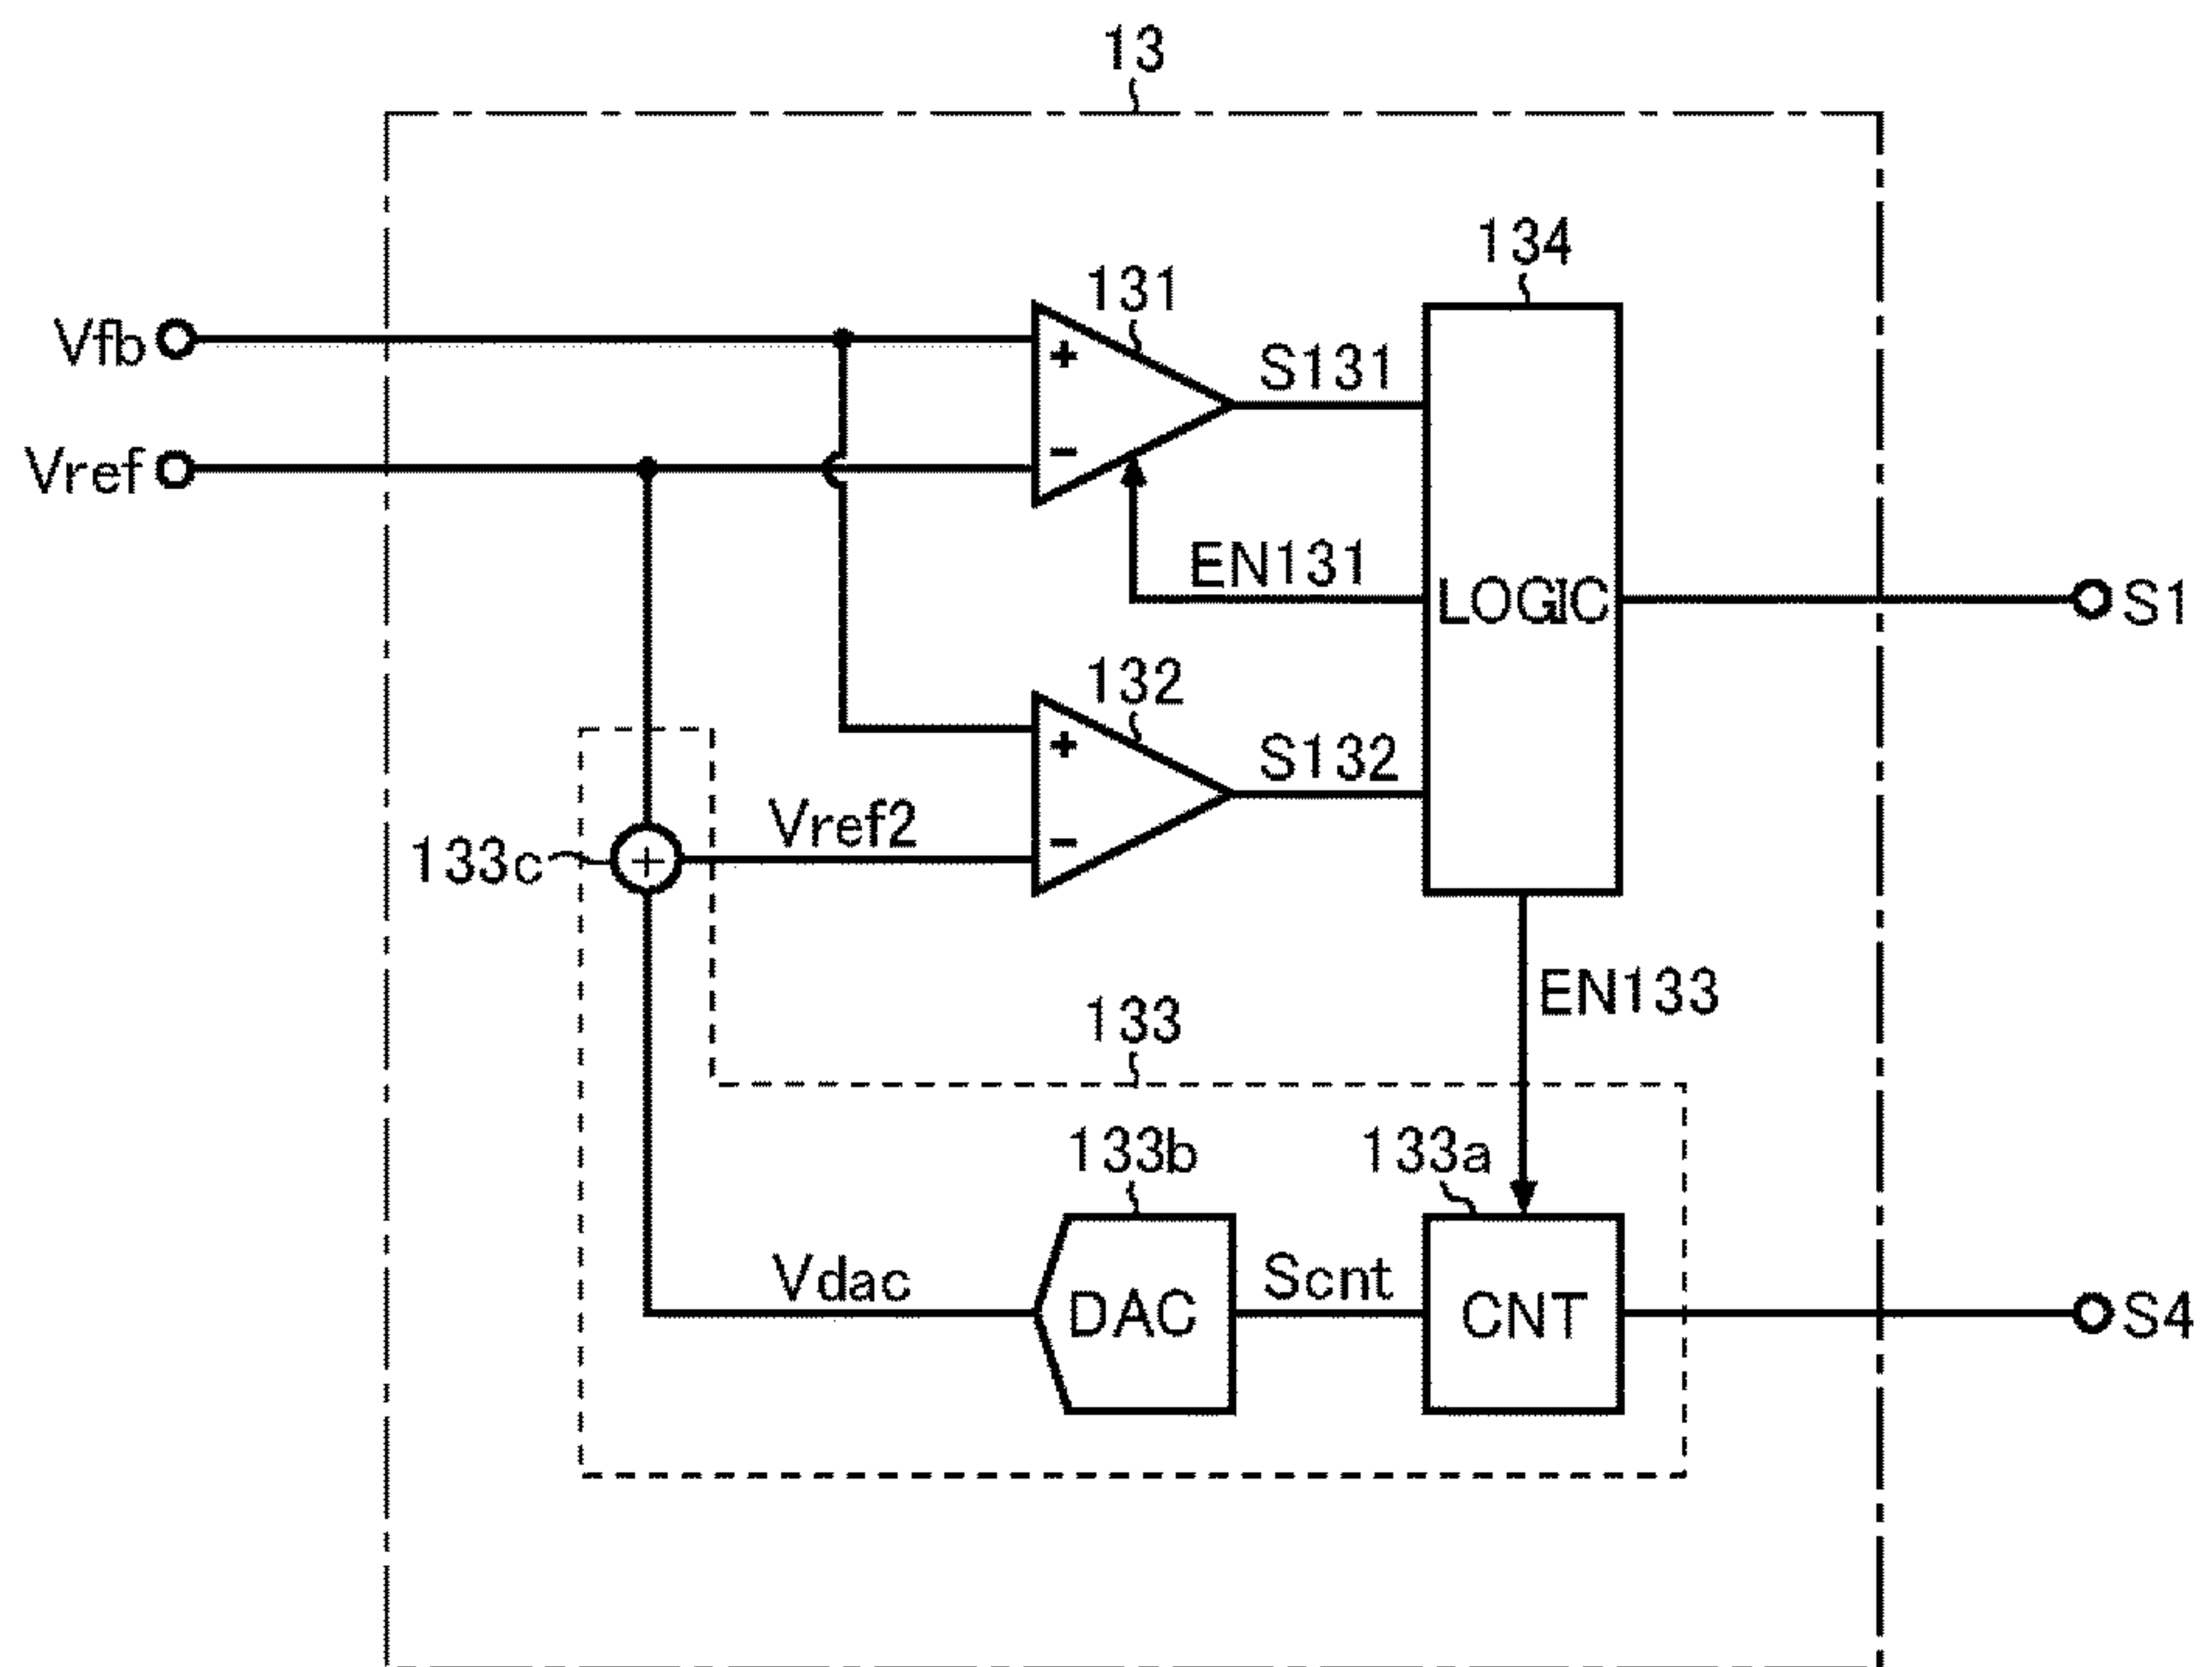 13
134
131
Vfb
+
S131
Vref
-
EN131
LOGIC
S1
132
+
S132
Vref2
133c
+
-
EN133
133
133b
133a
Vdac
DAC
Scnt
CNT
S4